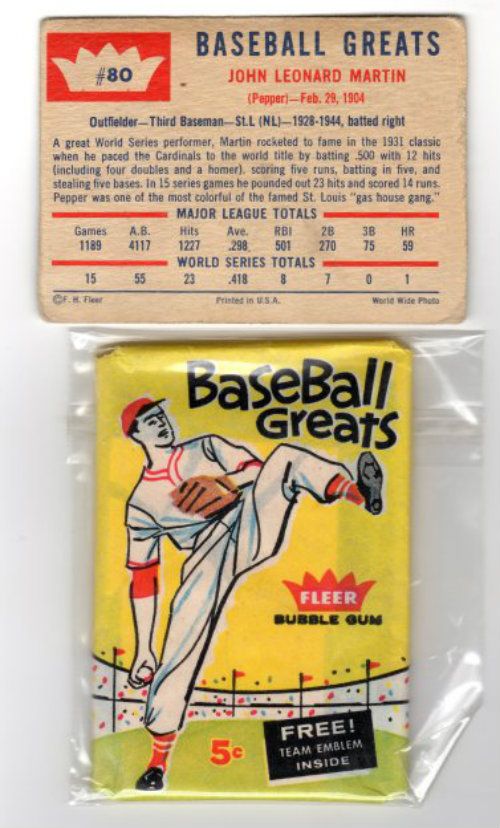 #80
BASEBALL GREATS
JOHN LEONARD MARTIN
(Pepper)—Feb. 29, 1904
Outfielder—Third Baseman—St.L (NL)—1928-1944, batted right
A great World Series performer, Martin rocketed to fame in the 1931 classic
when he paced the Cardinals to the world title by batting .500 with 12 hits
(including four doubles and a homer), scoring five runs, batting in five, and
stealing five bases. In 15 series games he pounded out 23 hits and scored 14 runs.
Pepper was one of the most colorful of the famed St. Louis "gas house gang."
MAJOR LEAGUE TOTALS
Games A.B. Hits Ave. RBI 2B 3B HR
1189 4117 1227 .298 501 270 75 59
WORLD SERIES TOTALS
15 55 23 .418 8 7 0 1
©F. H. Fleer Printed in U.S.A. World Wide Photo
BaseBall
Greats
FLEER
BUBBLE GUM
5c
FREE!
TEAM EMBLEM
INSIDE